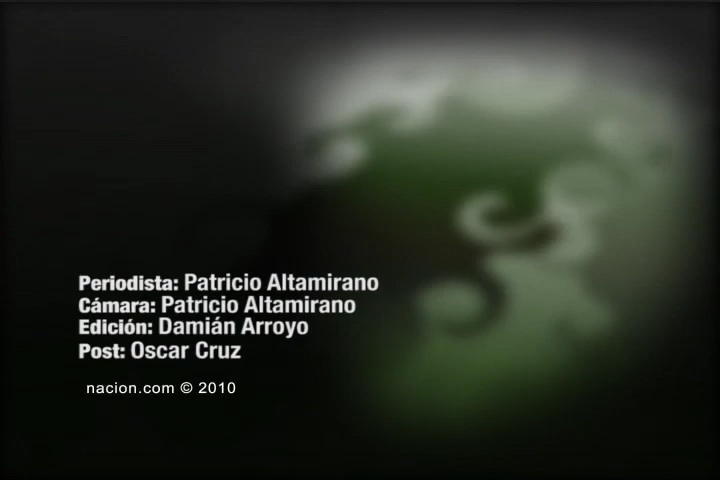 Periodista: Patricio Altamirano
Cámara: Patricio Altamirano
Edición: Damián Arroyo
Post: Oscar Cruz
nacion.com © 2010